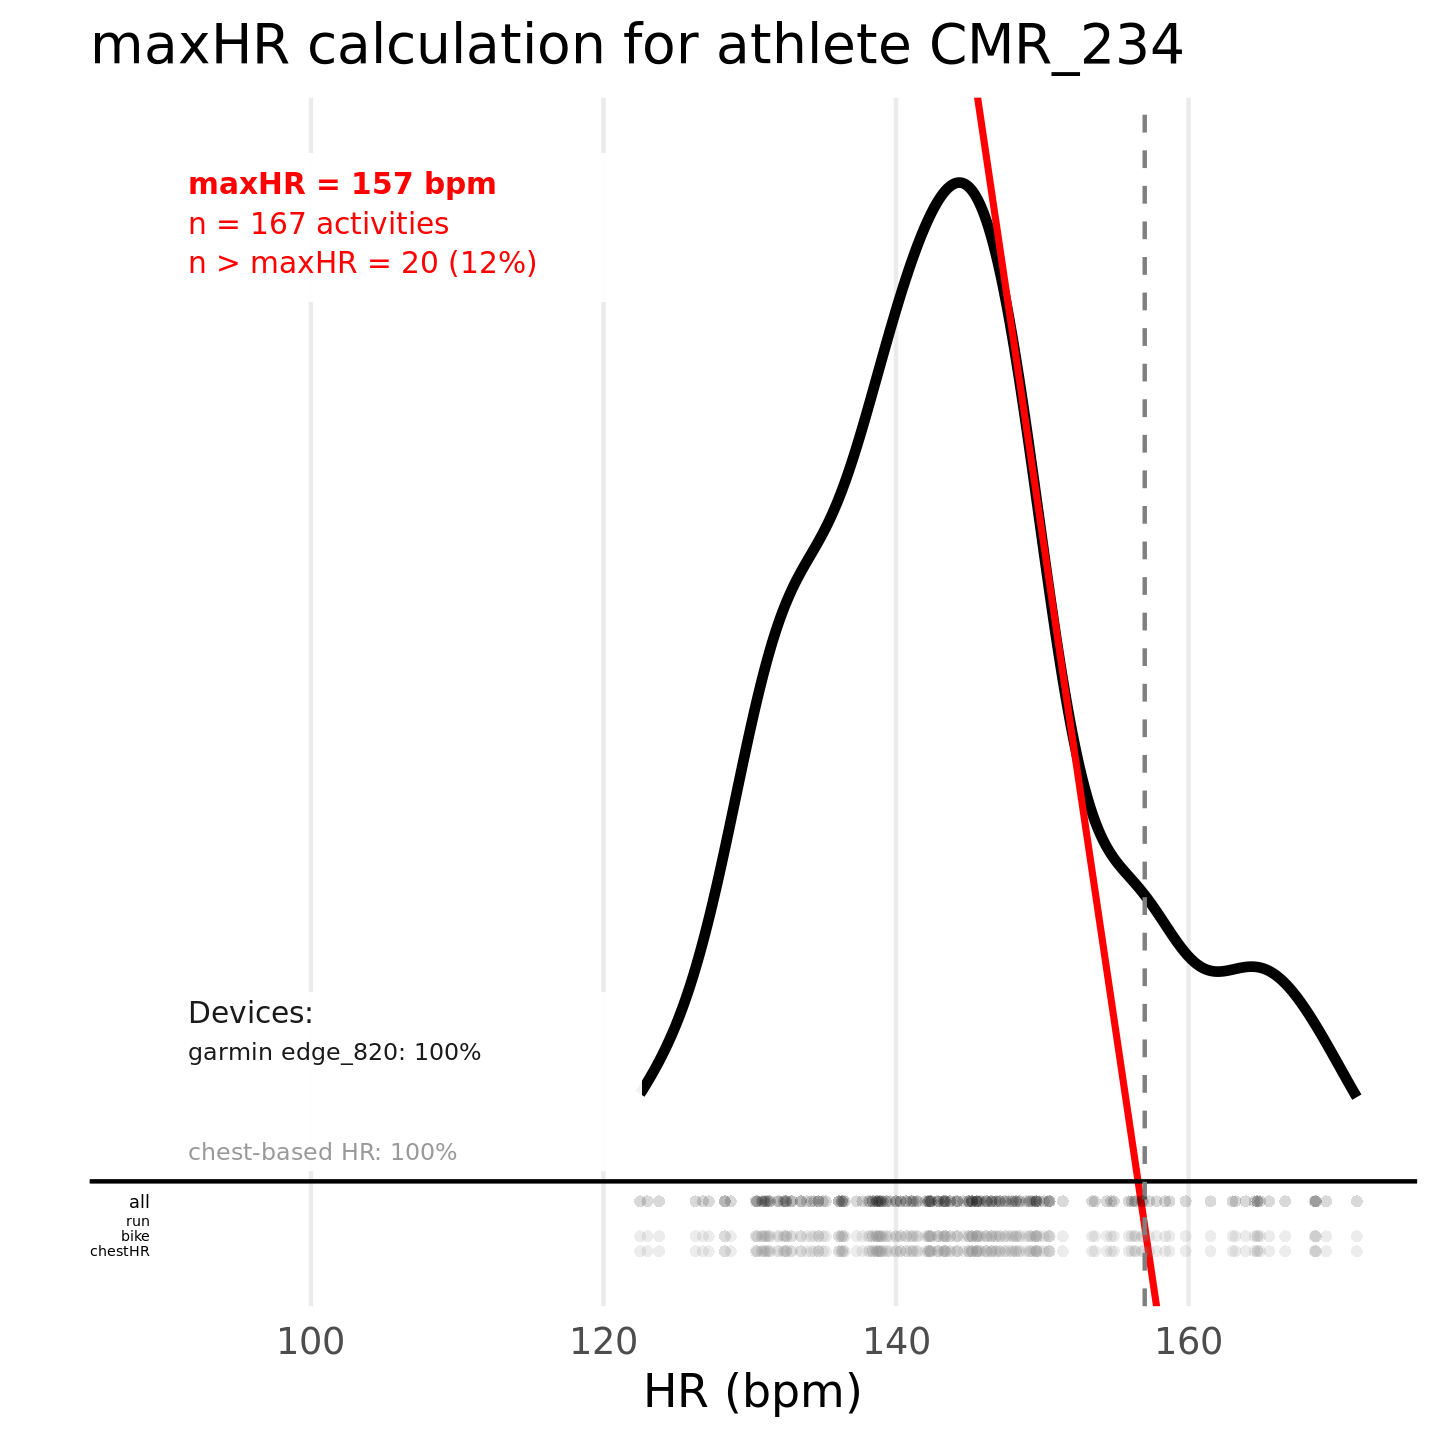 maxHR calculation for athlete CMR_234
maxHR = 157 bpm
n = 167 activities
n > maxHR = 20 (12%)
Devices:
garmin edge_820: 100%
chest-based HR: 100%
all
run
bike
chestHR
100 120 140 160
HR (bpm)